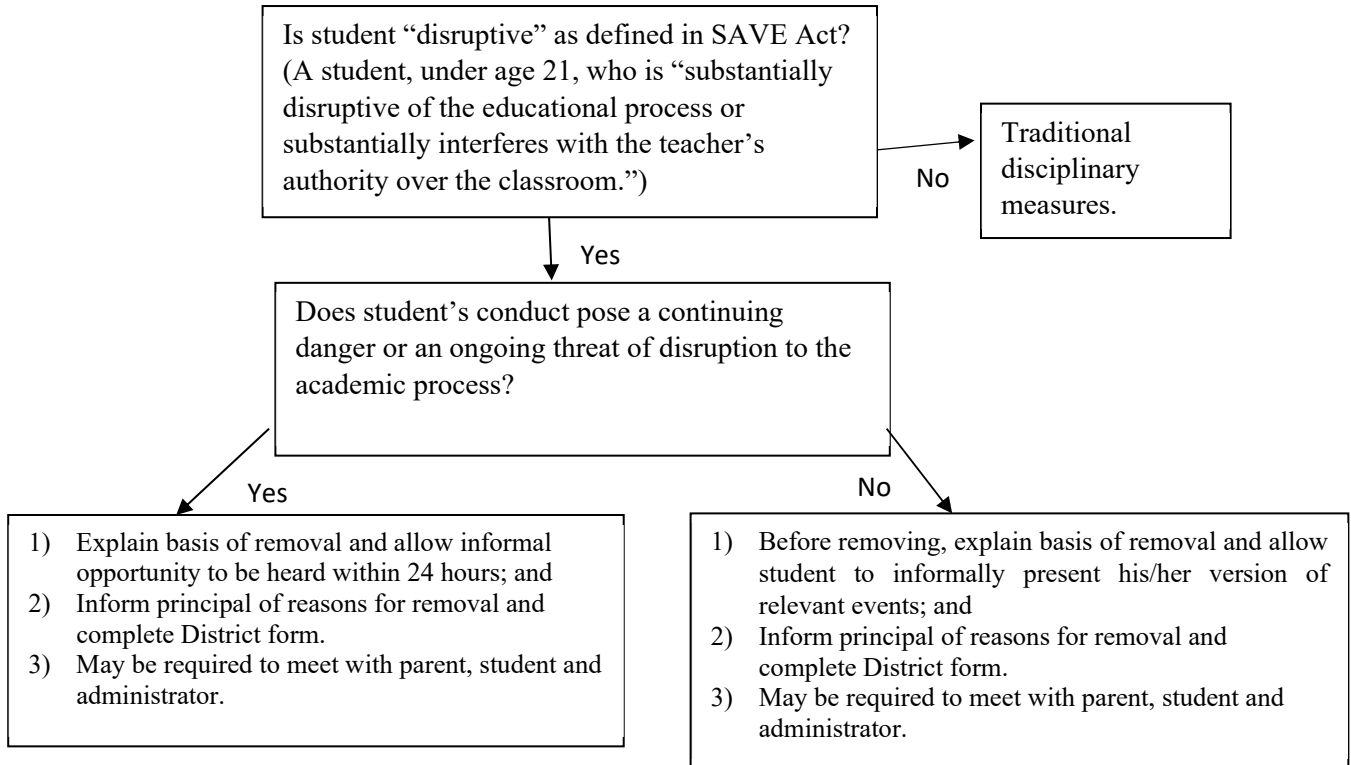 Is student “disruptive” as defined in SAVE Act?
(A student, under age 21, who is “substantially
disruptive of the educational process or
substantially interferes with the teacher’s
authority over the classroom.”)
No
Traditional
disciplinary
measures.
Yes
Does student’s conduct pose a continuing
danger or an ongoing threat of disruption to the
academic process?
Yes
No
1) Explain basis of removal and allow informal
opportunity to be heard within 24 hours; and
2) Inform principal of reasons for removal and
complete District form.
3) May be required to meet with parent, student and
administrator.
1) Before removing, explain basis of removal and allow
student to informally present his/her version of
relevant events; and
2) Inform principal of reasons for removal and
complete District form.
3) May be required to meet with parent, student and
administrator.